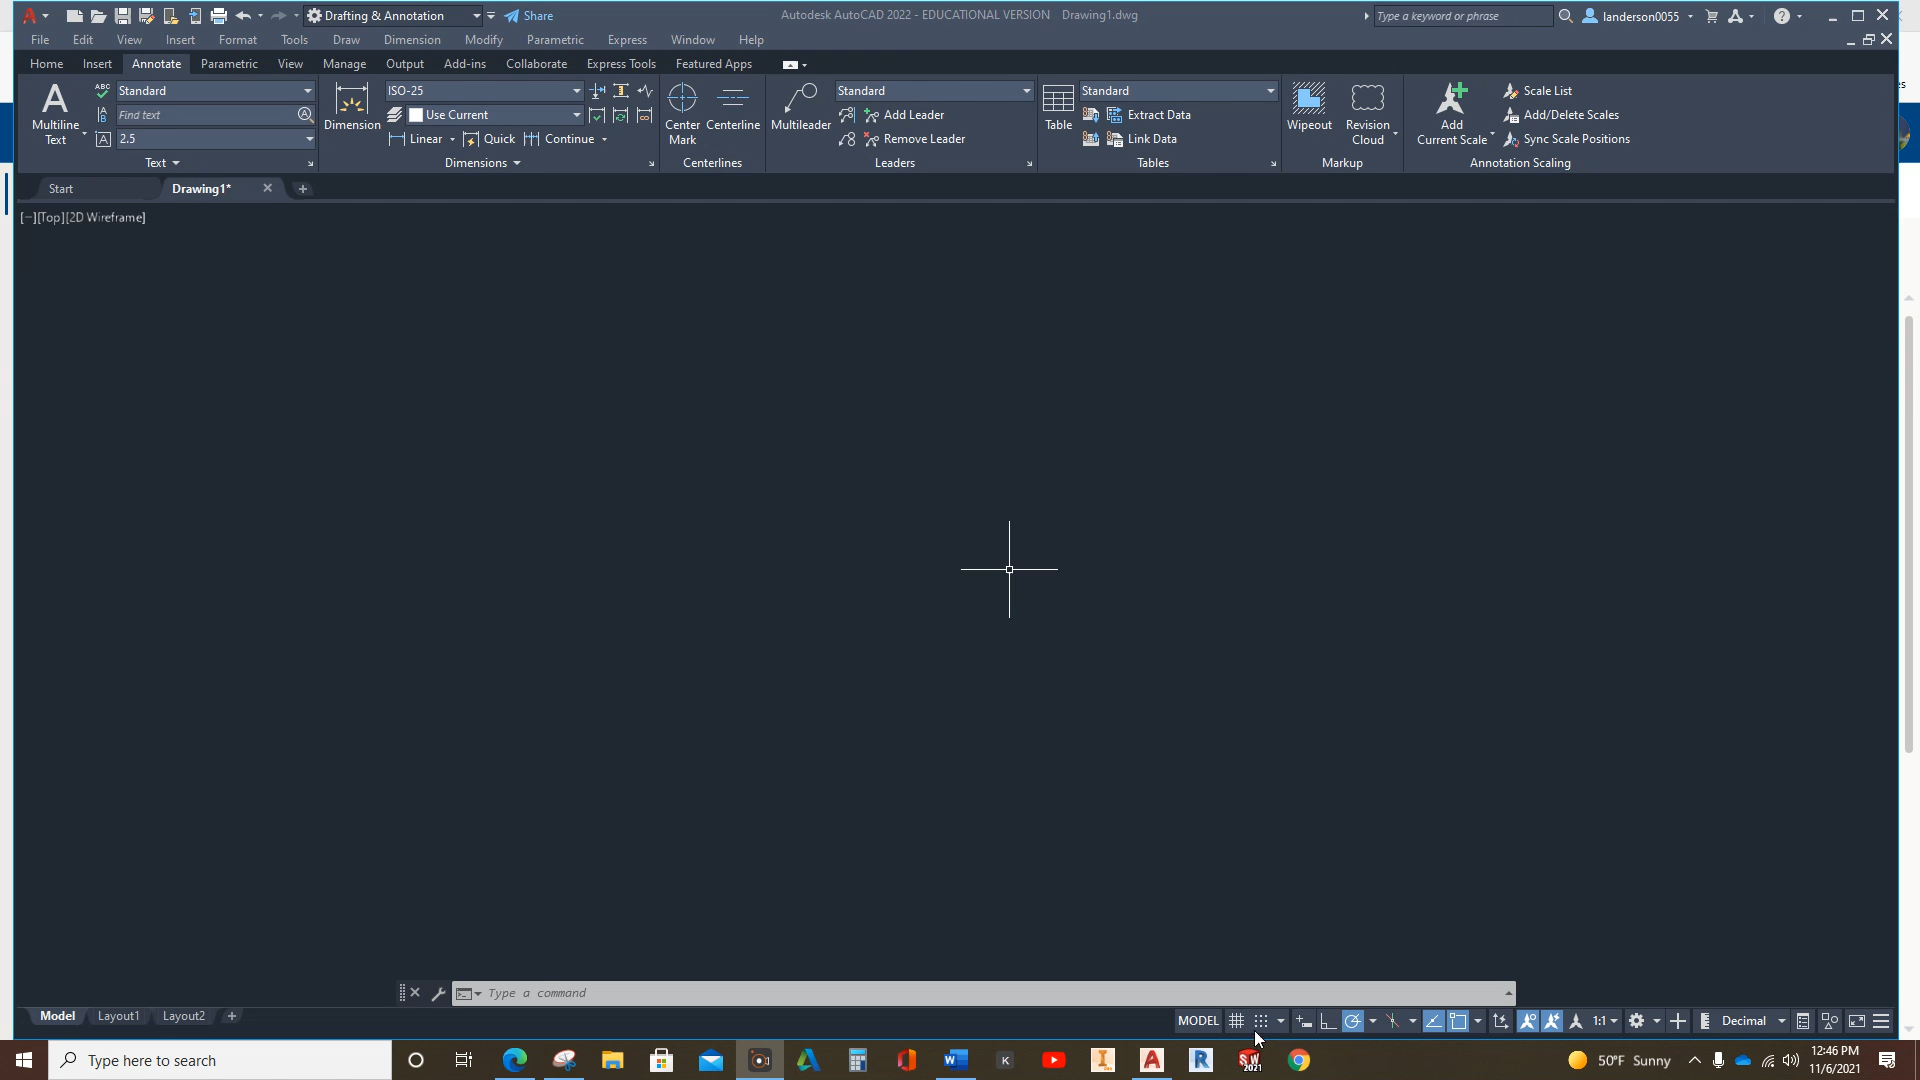 Drafting & Annotation Share Autodesk AutoCAD 2022 - EDUCATIONAL VERSION Drawing1.dwg Type a keyword or phrase landerson0055
File Edit View Insert Format Tools Draw Dimension Modify Parametric Express Window Help
Home Insert Annotate Parametric View Manage Output Add-ins Collaborate Express Tools Featured Apps
ABC Standard ISO-25 Standard Standard Scale List
Multiline Text Find text Dimension Use Current Center Mark Centerline Multileader Add Leader Table Extract Data Wipeout Revision Cloud Add Current Scale Add/Delete Scales
2.5 Linear Quick Continue Remove Leader Link Data Sync Scale Positions
Text Dimensions Centerlines Leaders Tables Markup Annotation Scaling
Start Drawing1*
[−][Top][2D Wireframe]
Type a command
Model Layout1 Layout2 MODEL 1:1 Decimal
Type here to search K SW 2021 50°F Sunny 12:46 PM
11/6/2021